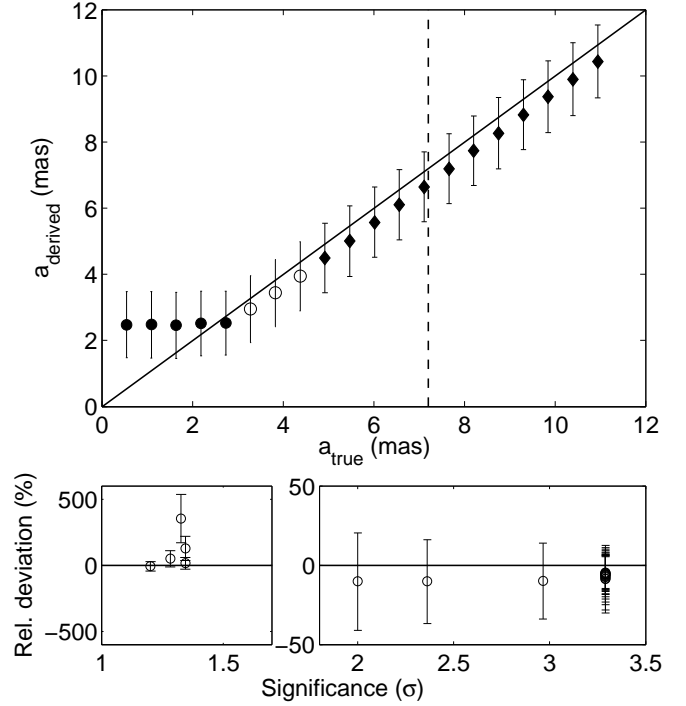 12
10
8
6
4
2
0
a_derived (mas)
0 2 4 6 8 10 12
a_true (mas)
500
0
−500
Rel. deviation (%)
1 1.5
50
0
−50
2 2.5 3 3.5
Significance (σ)